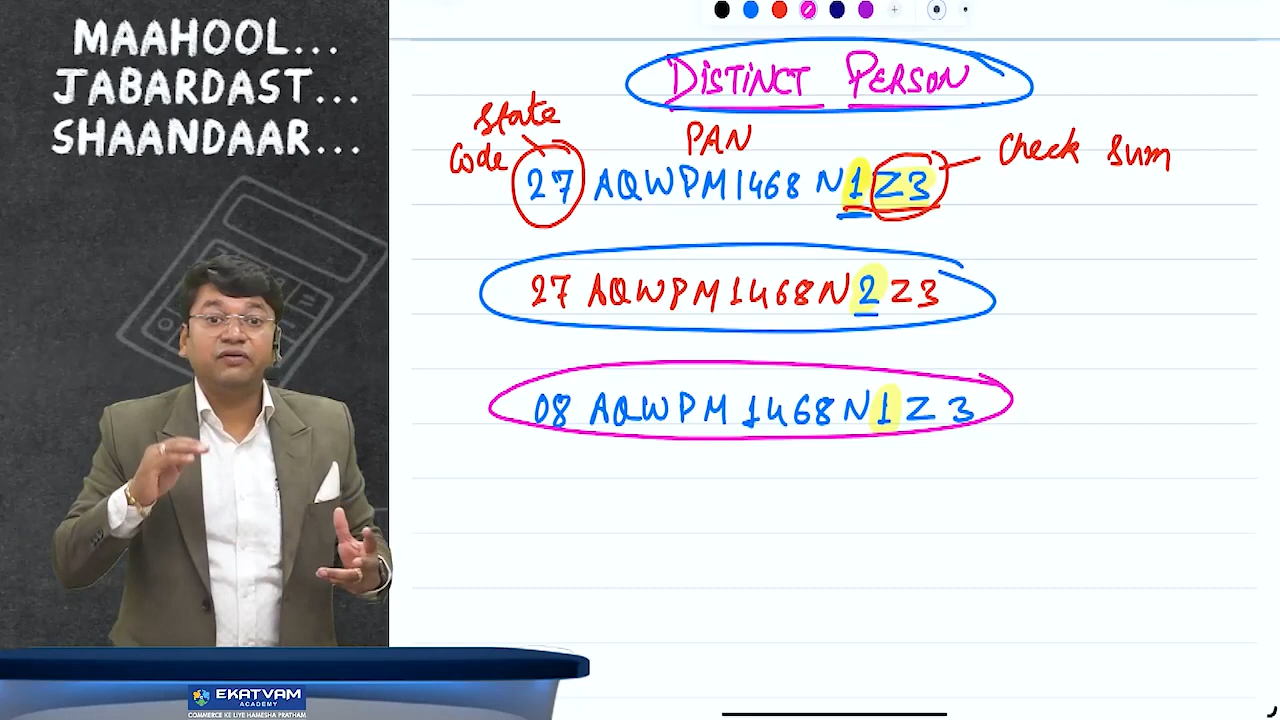 MAAHOOL...
JABARDAST...
SHAANDAAR...
DISTINCT PERSON
State
Code
PAN
Check Sum
27 AQWPM1468N1Z3
27 AQWPM1468N2Z3
08 AQWPM1468N1Z3
EKATVAM
ACADEMY
COMMERCE KE LIYE HAMESHA PRATHAM